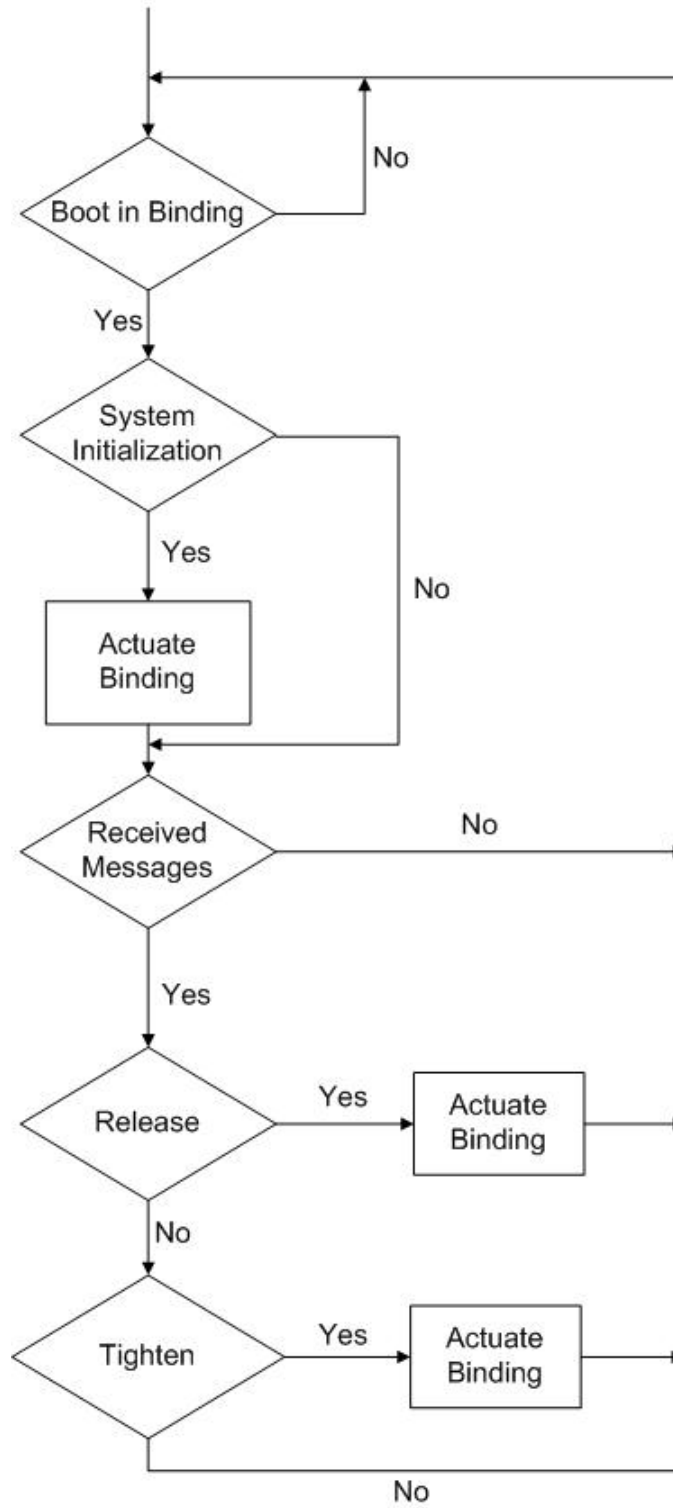 No
Boot in Binding
Yes
System
Initialization
Yes
No
Actuate
Binding
Received
Messages
No
Yes
Release
Yes
Actuate
Binding
No
Tighten
Yes
Actuate
Binding
No